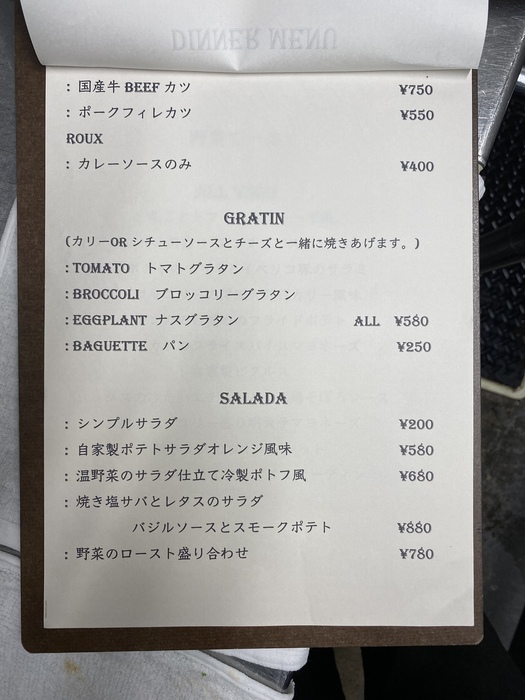 DINNER MENU
: 国産牛 BEEF カツ ¥750
: ポークフィレカツ ¥550
ROUX
: カレーソースのみ ¥400
GRATIN
(カリーOR シチューソースとチーズと一緒に焼きあげます。)
: TOMATO トマトグラタン
: BROCCOLI ブロッコリーグラタン
: EGGPLANT ナスグラタン ALL ¥580
: BAGUETTE パン ¥250
SALADA
: シンプルサラダ ¥200
: 自家製ポテトサラダオレンジ風味 ¥580
: 温野菜のサラダ仕立て冷製ポトフ風 ¥680
: 焼き塩サバとレタスのサラダ
バジルソースとスモークポテト ¥880
: 野菜のロースト盛り合わせ ¥780